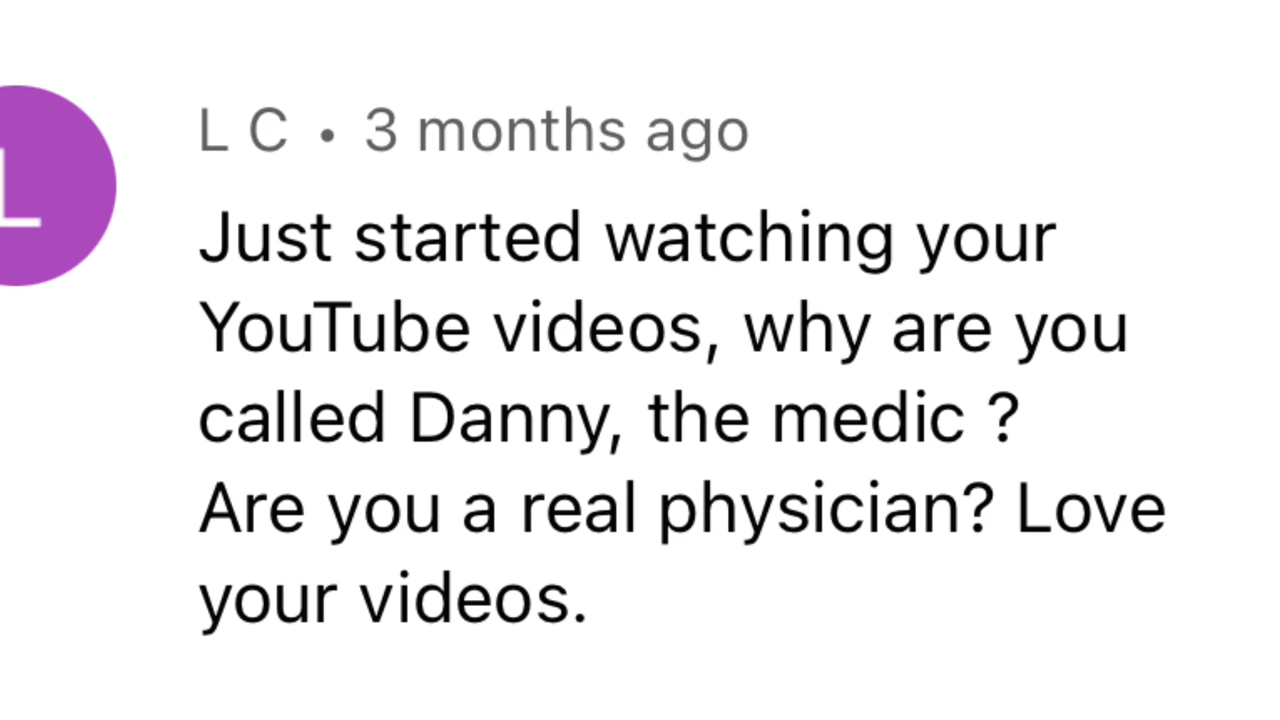 L
L C • 3 months ago
Just started watching your
YouTube videos, why are you
called Danny, the medic ?
Are you a real physician? Love
your videos.